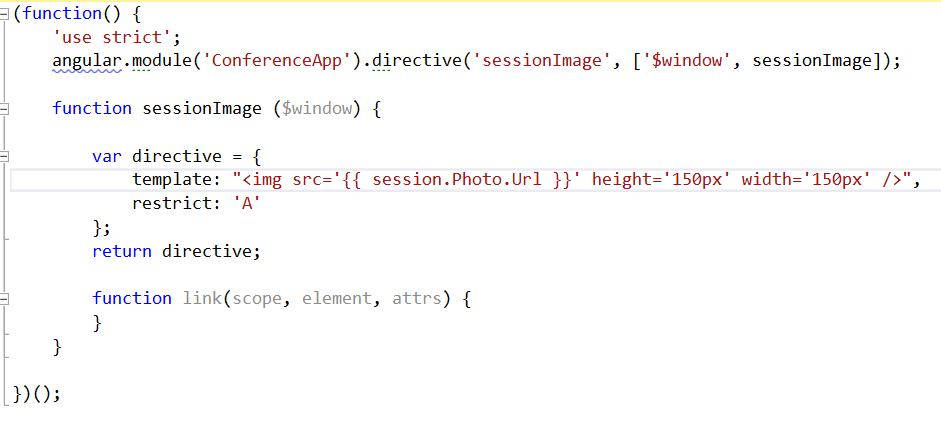 (function() {
    'use strict';
    angular.module('ConferenceApp').directive('sessionImage', ['$window', sessionImage]);
    function sessionImage ($window) {
        var directive = {
            template: "<img src='{{ session.Photo.Url }}' height='150px' width='150px' />",
            restrict: 'A'
        };
        return directive;
        function link(scope, element, attrs) {
        }
    }
})();